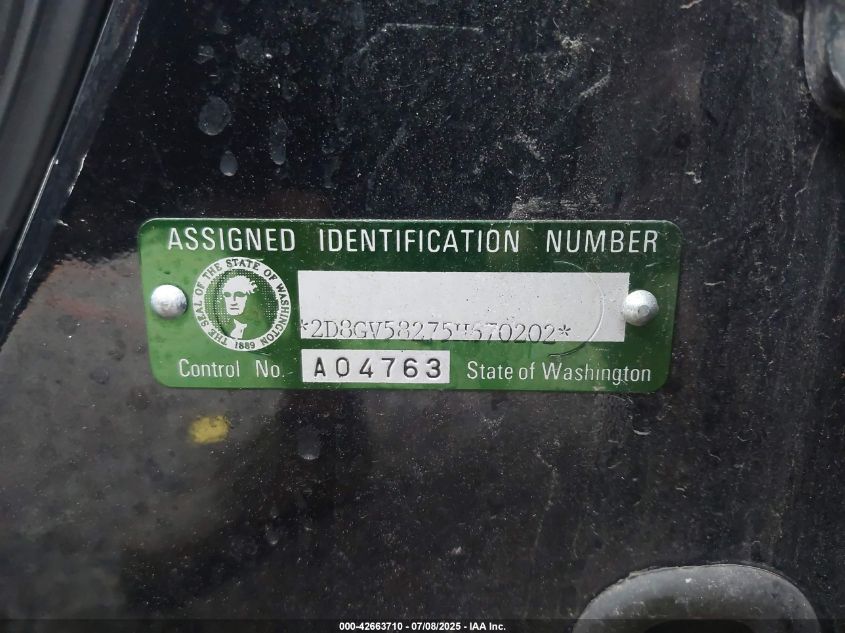 ASSIGNED IDENTIFICATION NUMBER
THE SEAL OF THE STATE OF WASHINGTON
1889
*2D8GV58275H670202*
Control No. A04763 State of Washington
000-42663710 - 07/08/2025 - IAA Inc.